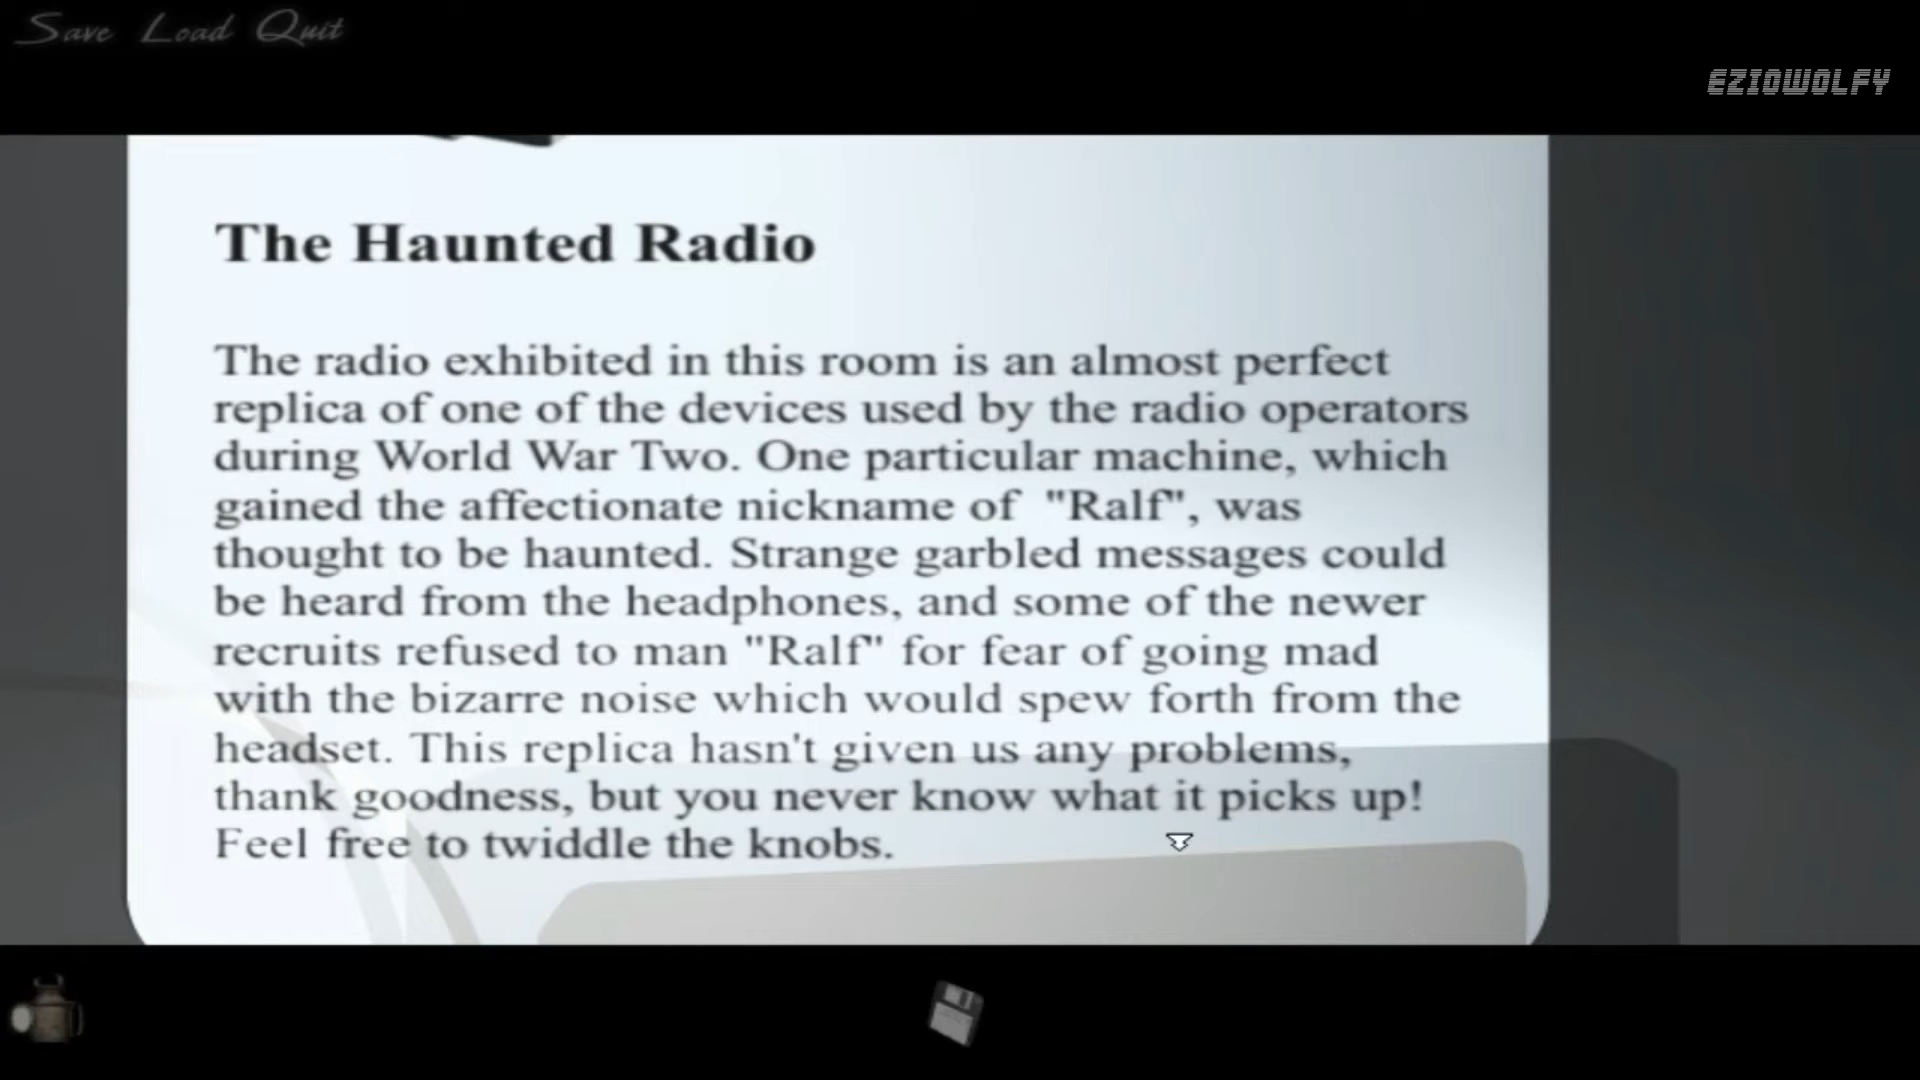 Save Load Quit
EZIOWOLFY
The Haunted Radio
The radio exhibited in this room is an almost perfect
replica of one of the devices used by the radio operators
during World War Two. One particular machine, which
gained the affectionate nickname of "Ralf", was
thought to be haunted. Strange garbled messages could
be heard from the headphones, and some of the newer
recruits refused to man "Ralf" for fear of going mad
with the bizarre noise which would spew forth from the
headset. This replica hasn't given us any problems,
thank goodness, but you never know what it picks up!
Feel free to twiddle the knobs.